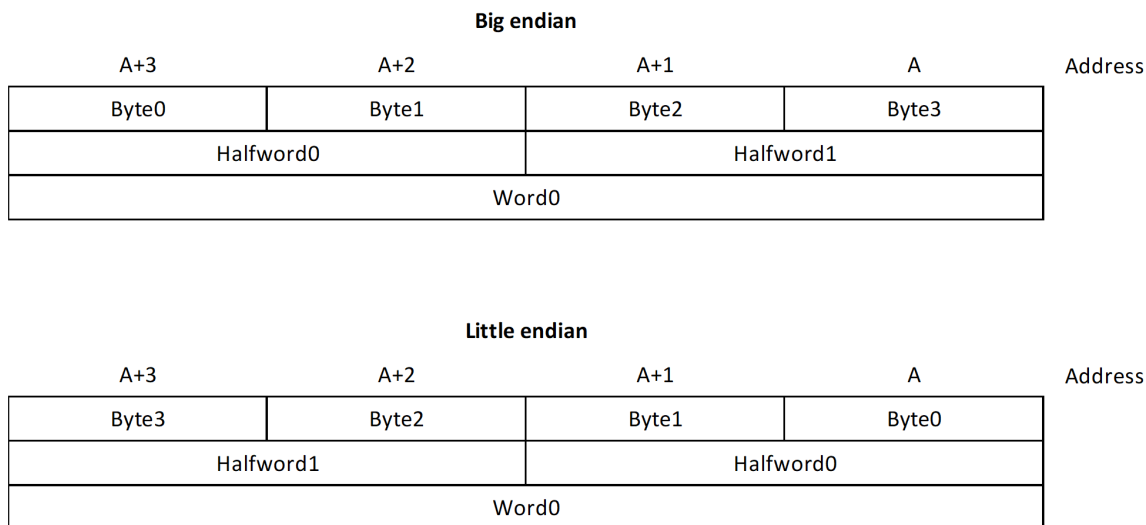 Big endian
A+3 A+2 A+1 A Address
Byte0 Byte1 Byte2 Byte3
Halfword0 Halfword1
Word0
Little endian
A+3 A+2 A+1 A Address
Byte3 Byte2 Byte1 Byte0
Halfword1 Halfword0
Word0